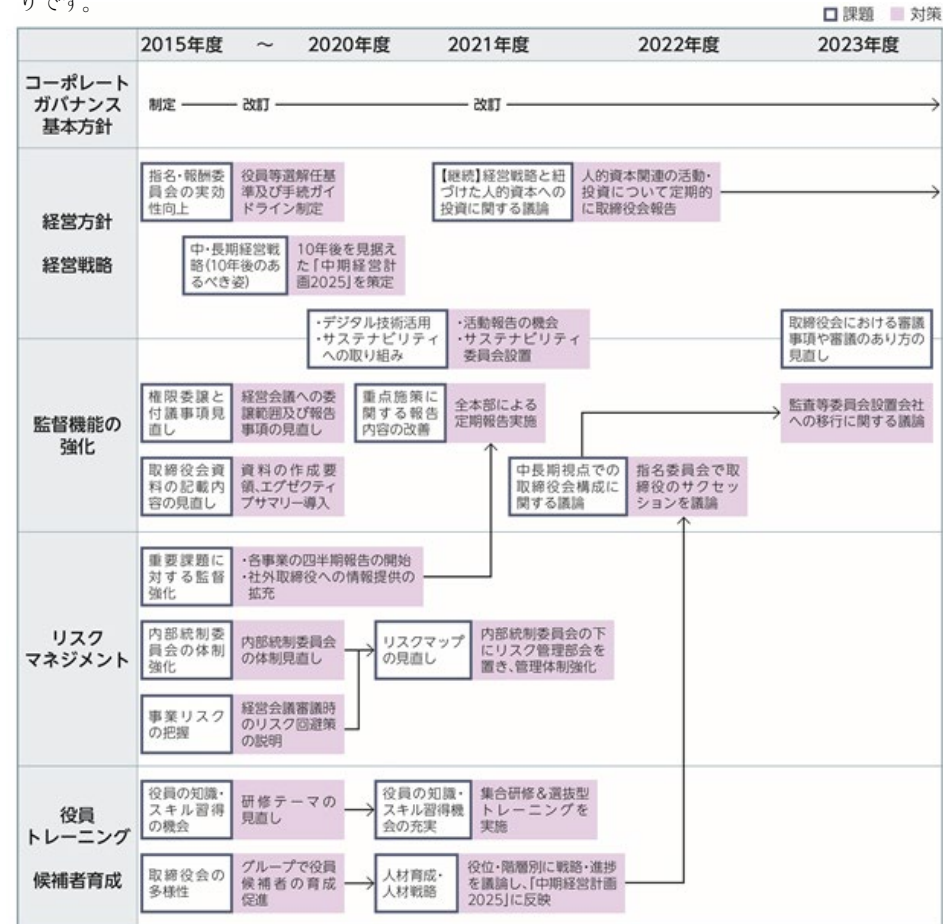 りです。
課題 対策
2015年度 ～ 2020年度 2021年度 2022年度 2023年度
コーポレート
ガバナンス
基本方針
制定 改訂 改訂
経営方針
経営戦略
指名・報酬委
員会の実効
性向上
役員等選解任基
準及び手続ガイ
ドライン制定
【継続】経営戦略と紐
づけた人的資本への
投資に関する議論
人的資本関連の活動・
投資について定期的
に取締役会報告
中・長期経営戦
略(10年後のあ
るべき姿)
10年後を見据え
た「中期経営計
画2025」を策定
・デジタル技術活用
・サステナビリティ
への取り組み
・活動報告の機会
・サステナビリティ
委員会設置
取締役会における審議
事項や審議のあり方の
見直し
監督機能の
強化
権限委譲と
付議事項見
直し
経営会議への委
譲範囲及び報告
事項の見直し
重点施策に
関する報告
内容の改善
全本部による
定期報告実施
監査等委員会設置会社
への移行に関する議論
取締役会資
料の記載内
容の見直し
資料の作成要
領、エグゼクティ
ブサマリー導入
中長期視点での
取締役会構成に
関する議論
指名委員会で取
締役のサクセッ
ションを議論
リスク
マネジメント
重要課題に
対する監督
強化
・各事業の四半期報告の開始
・社外取締役への情報提供の
拡充
内部統制委
員会の体制
強化
内部統制委員会
の体制見直し
リスクマップ
の見直し
内部統制委員会の下
にリスク管理部会を
置き、管理体制強化
事業リスク
の把握
経営会議審議時
のリスク回避策
の説明
役員
トレーニング
候補者育成
役員の知識・
スキル習得
の機会
研修テーマの
見直し
役員の知識・
スキル習得機
会の充実
集合研修＆選抜型
トレーニングを
実施
取締役会の
多様性
グループで役員
候補者の育成
促進
人材育成・
人材戦略
役位・階層別に戦略・進捗
を議論し、「中期経営計画
2025」に反映